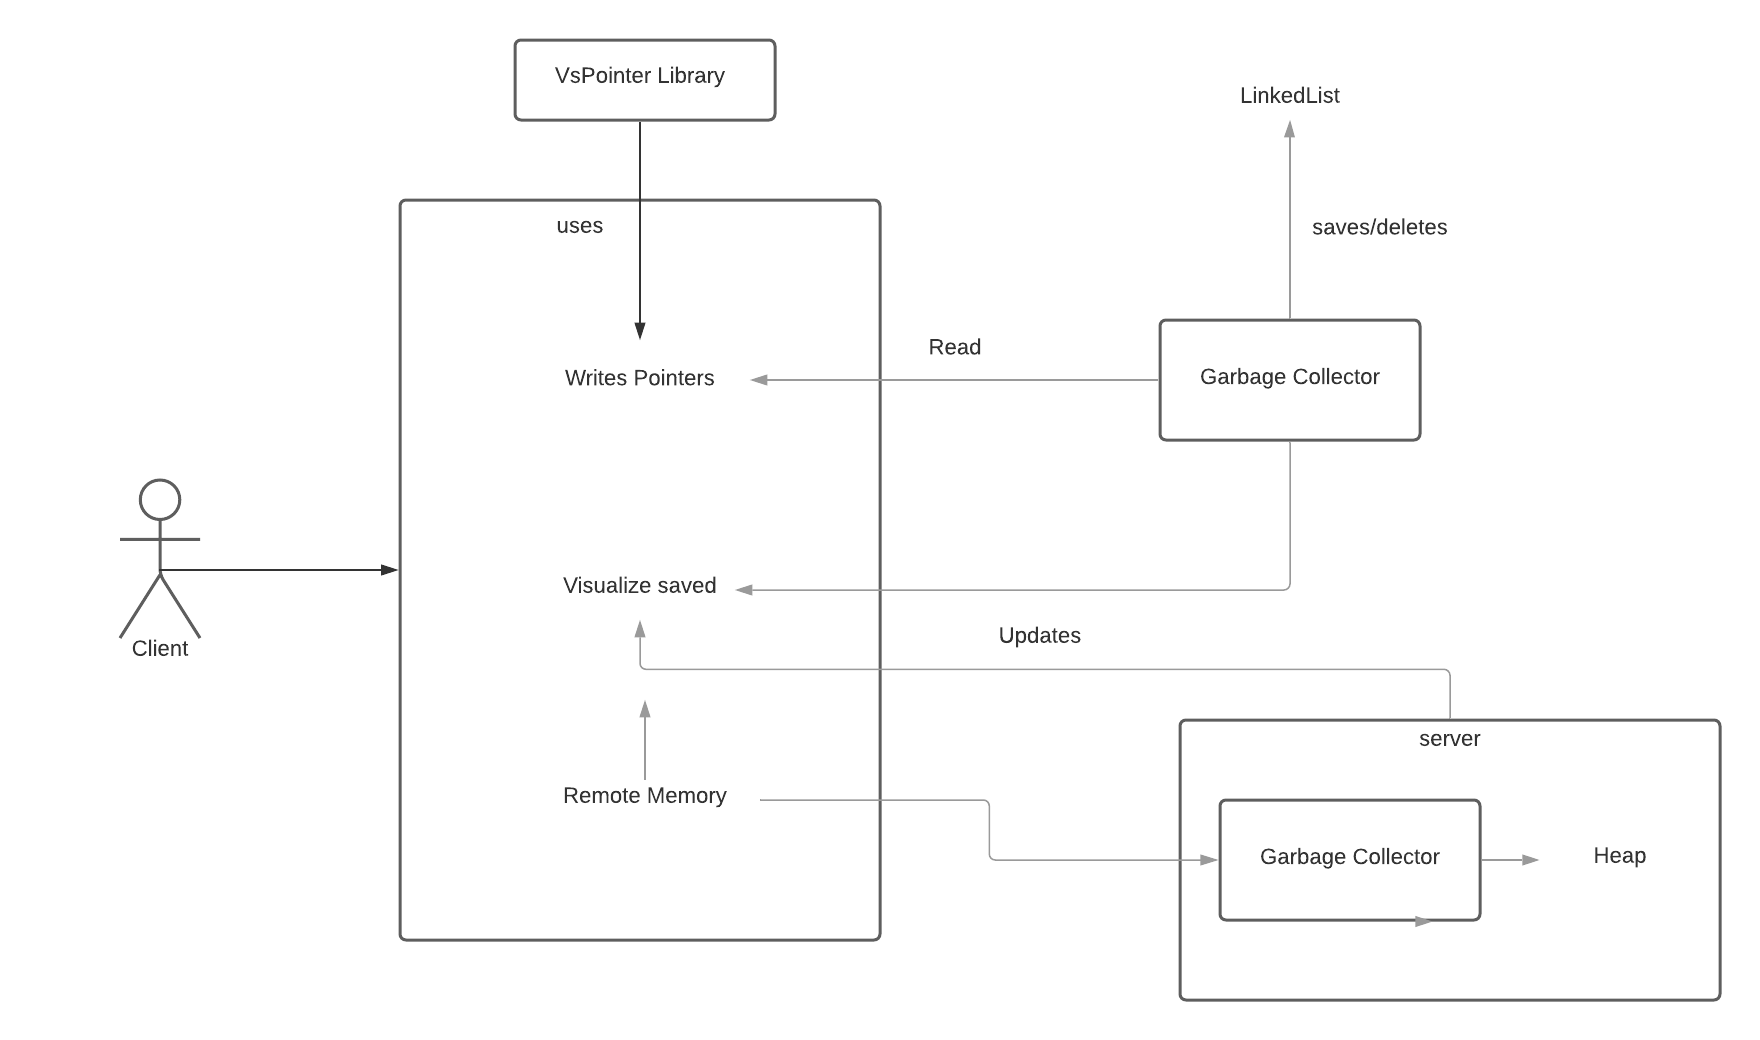 VsPointer Library
LinkedList
uses
saves/deletes
Read
Writes Pointers
Garbage Collector
Visualize saved
Updates
Client
server
Remote Memory
Garbage Collector
Heap